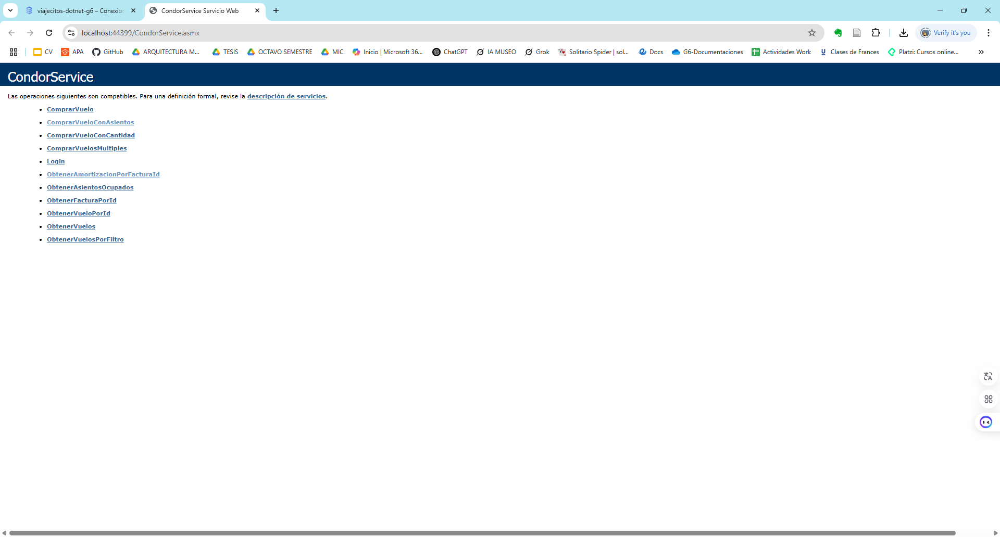 viajecitos-dotnet-g6 – Conexion
CondorService Servicio Web
localhost:44399/CondorService.asmx
Verify it's you
CV
APA
GitHub
ARQUITECTURA M...
TESIS
OCTAVO SEMESTRE
MIC
Inicio | Microsoft 36...
ChatGPT
IA MUSEO
Grok
Solitario Spider | sol...
Docs
G6-Documentaciones
Actividades Work
Clases de Frances
Platzi: Cursos online...
CondorService
Las operaciones siguientes son compatibles. Para una definición formal, revise la descripción de servicios.
ComprarVuelo
ComprarVueloConAsientos
ComprarVueloConCantidad
ComprarVuelosMultiples
Login
ObtenerAmortizacionPorFacturaId
ObtenerAsientosOcupados
ObtenerFacturaPorId
ObtenerVueloPorId
ObtenerVuelos
ObtenerVuelosPorFiltro